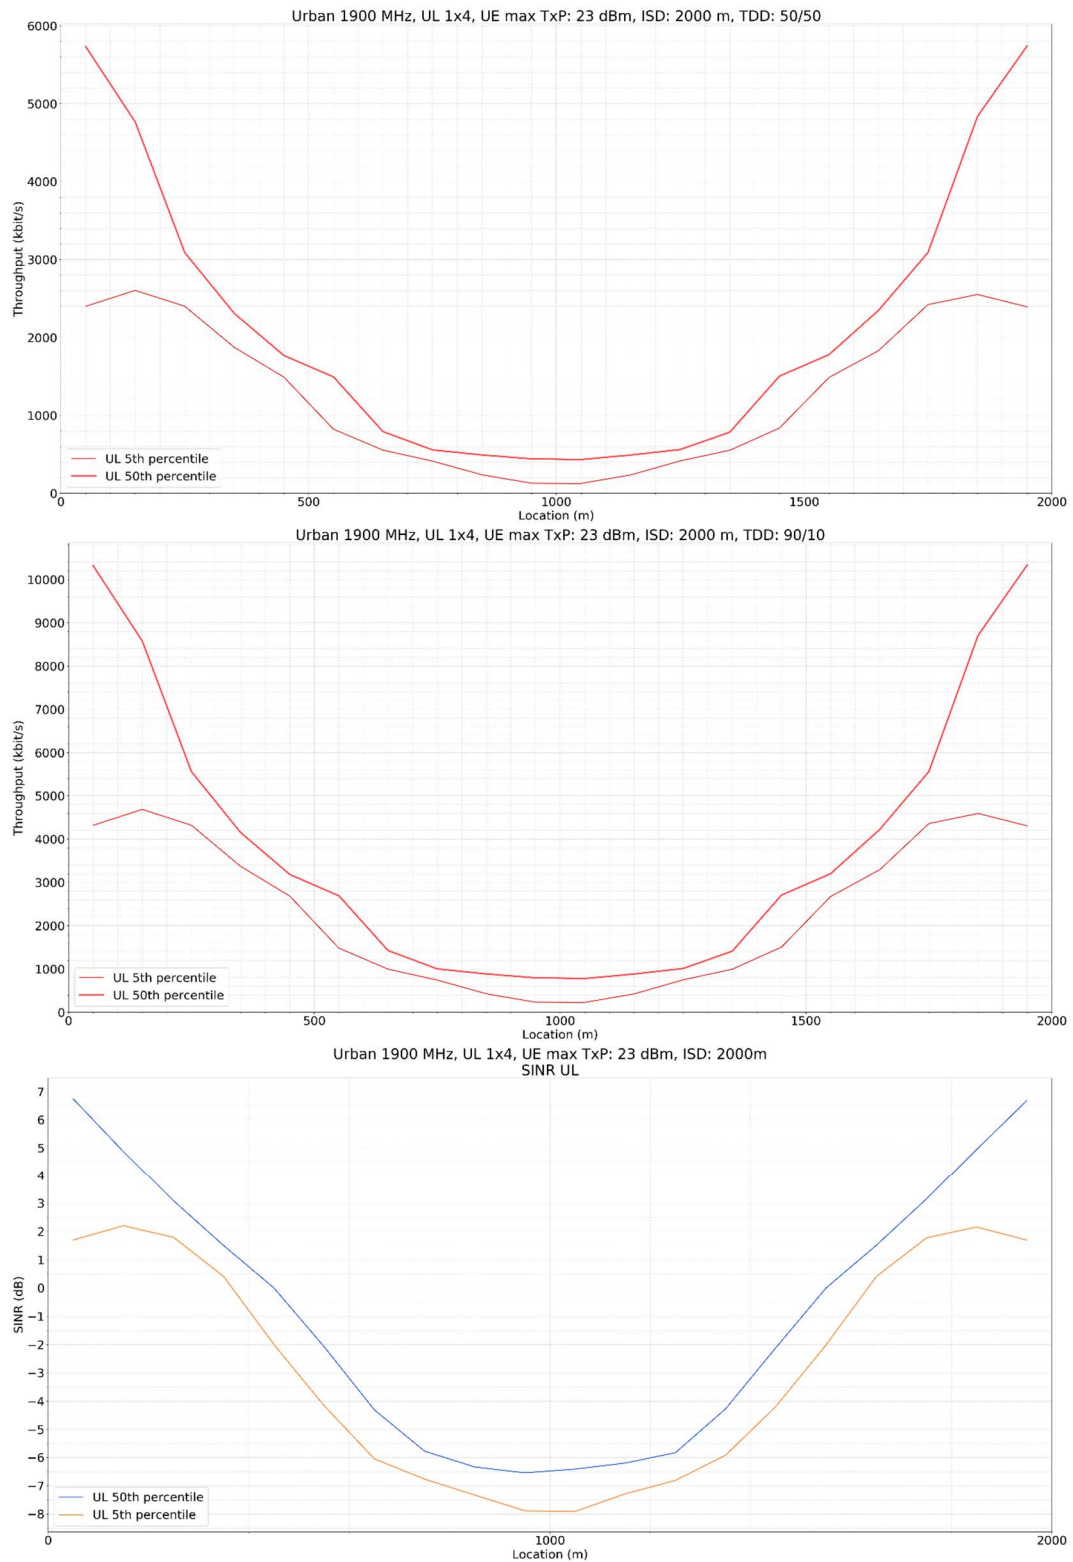 Urban 1900 MHz, UL 1x4, UE max TxP: 23 dBm, ISD: 2000 m, TDD: 50/50
6000
5000
4000
3000
2000
1000
0
Throughput (kbit/s)
UL 5th percentile
UL 50th percentile
0
500
1000
1500
2000
Location (m)
Urban 1900 MHz, UL 1x4, UE max TxP: 23 dBm, ISD: 2000 m, TDD: 90/10
10000
9000
8000
7000
6000
5000
4000
3000
2000
1000
0
Throughput (kbit/s)
UL 5th percentile
UL 50th percentile
0
500
1000
1500
2000
Location (m)
Urban 1900 MHz, UL 1x4, UE max TxP: 23 dBm, ISD: 2000m
SINR UL
7
6
5
4
3
2
1
0
−1
−2
−3
−4
−5
−6
−7
−8
SINR (dB)
UL 50th percentile
UL 5th percentile
0
1000
2000
Location (m)